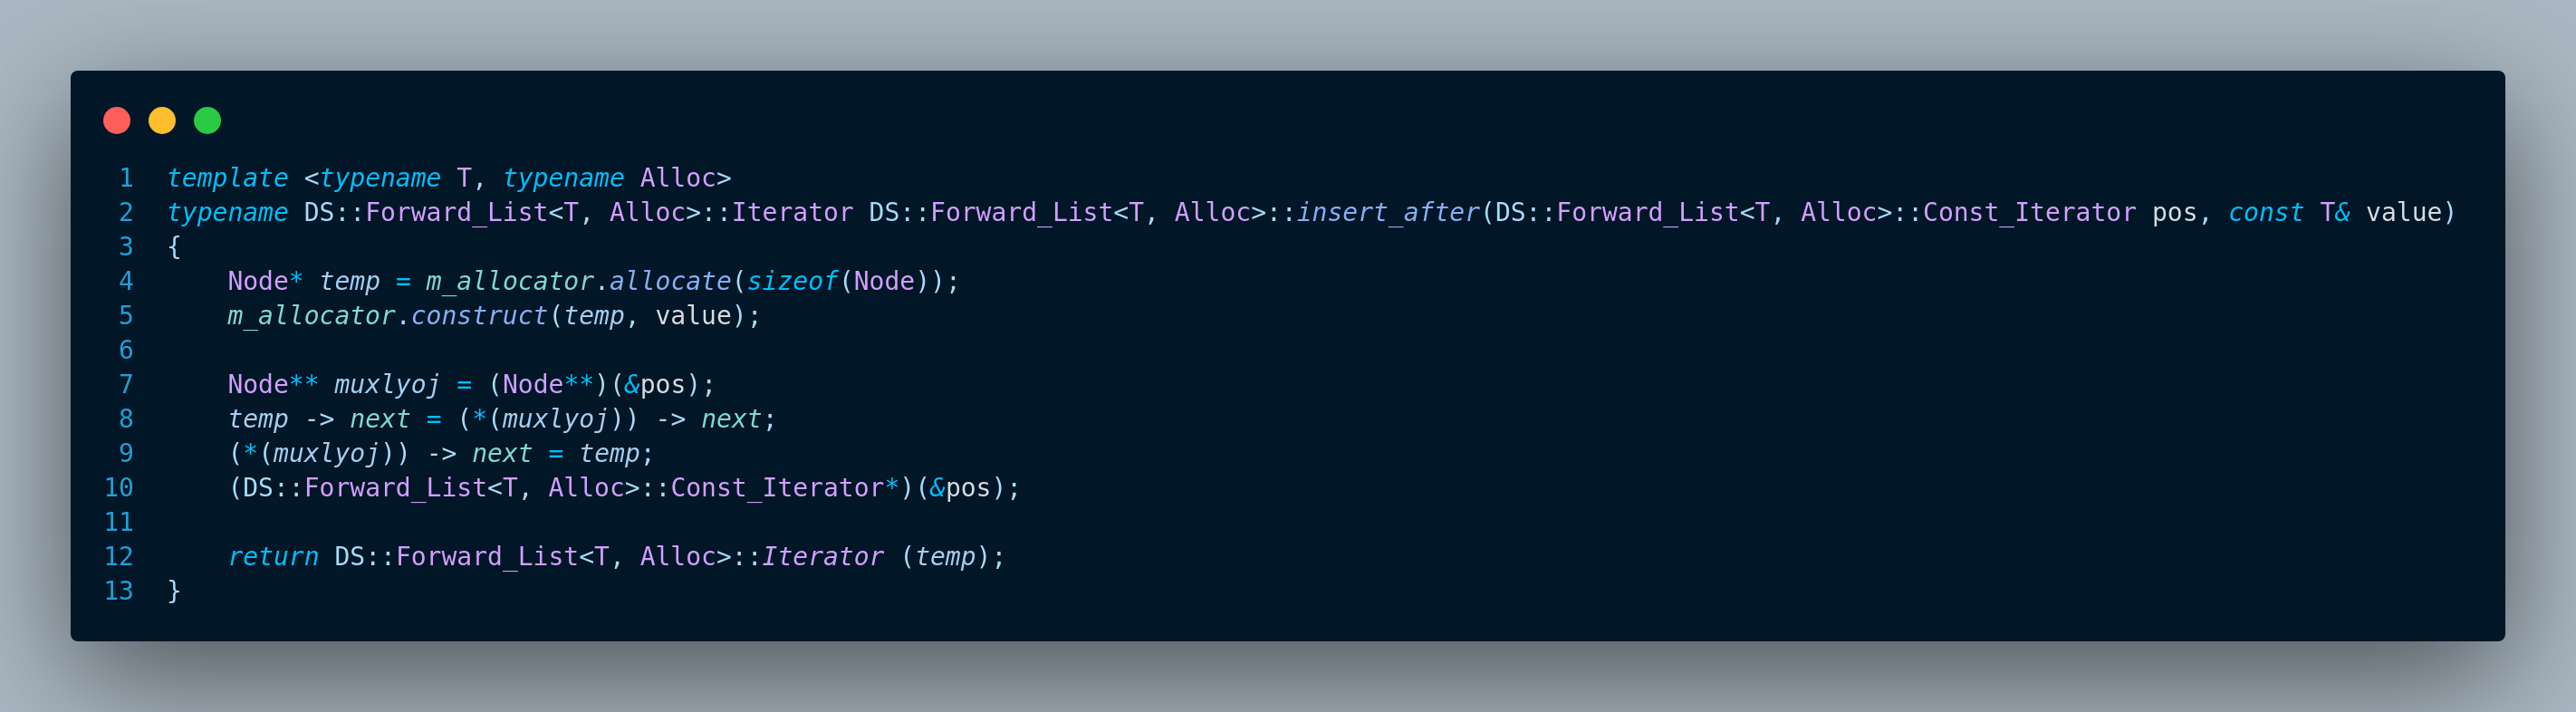 1 template <typename T, typename Alloc>
2 typename DS::Forward_List<T, Alloc>::Iterator DS::Forward_List<T, Alloc>::insert_after(DS::Forward_List<T, Alloc>::Const_Iterator pos, const T& value)
3 {
4     Node* temp = m_allocator.allocate(sizeof(Node));
5     m_allocator.construct(temp, value);
6
7     Node** muxlyoj = (Node**)(&pos);
8     temp -> next = (*(muxlyoj)) -> next;
9     (*(muxlyoj)) -> next = temp;
10     (DS::Forward_List<T, Alloc>::Const_Iterator*)(&pos);
11
12     return DS::Forward_List<T, Alloc>::Iterator (temp);
13 }